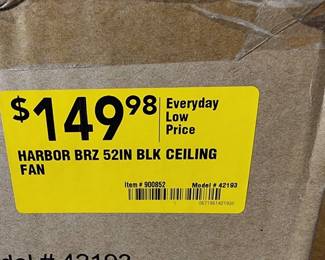 $149.98
Everyday
Low
Price
HARBOR BRZ 52IN BLK CEILING
FAN
Item # 900852 Model # 42193